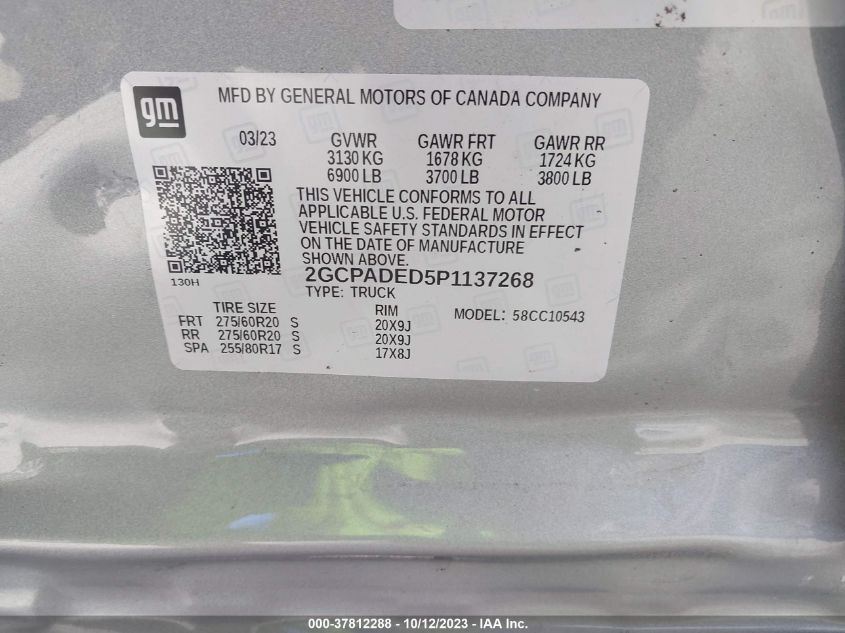 gm
MFD BY GENERAL MOTORS OF CANADA COMPANY
03/23 GVWR GAWR FRT GAWR RR
3130 KG 1678 KG 1724 KG
6900 LB 3700 LB 3800 LB
THIS VEHICLE CONFORMS TO ALL
APPLICABLE U.S. FEDERAL MOTOR
VEHICLE SAFETY STANDARDS IN EFFECT
ON THE DATE OF MANUFACTURE
SHOWN ABOVE.
130H
2GCPADED5P1137268
TYPE: TRUCK
TIRE SIZE RIM MODEL: 58CC10543
FRT 275/60R20 S 20X9J
RR 275/60R20 S 20X9J
SPA 255/80R17 S 17X8J
000-37812288 - 10/12/2023 - IAA Inc.